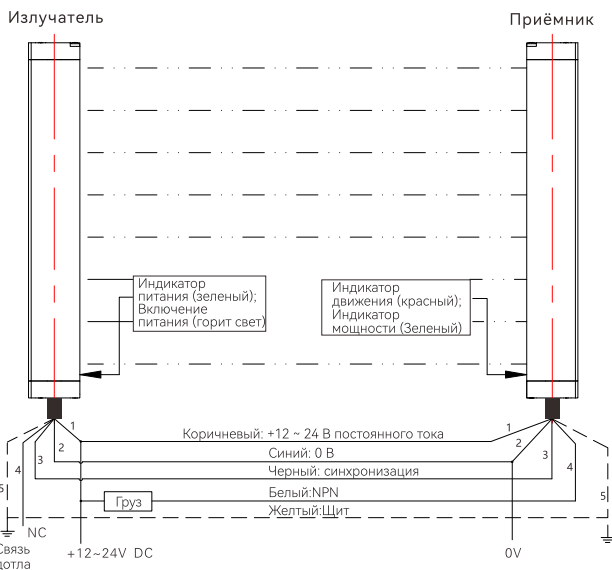 Излучатель
Приёмник
Индикатор
питания (зеленый);
Включение
питания (горит свет)
Индикатор
движения (красный);
Индикатор
мощности (Зеленый)
1
2
3
4
5
1
2
3
4
5
Коричневый: +12 ~ 24 В постоянного тока
Синий: 0 В
Черный: синхронизация
Белый:NPN
Груз
Желтый:Щит
NC
Связь
дотла
+12~24V DC
0V